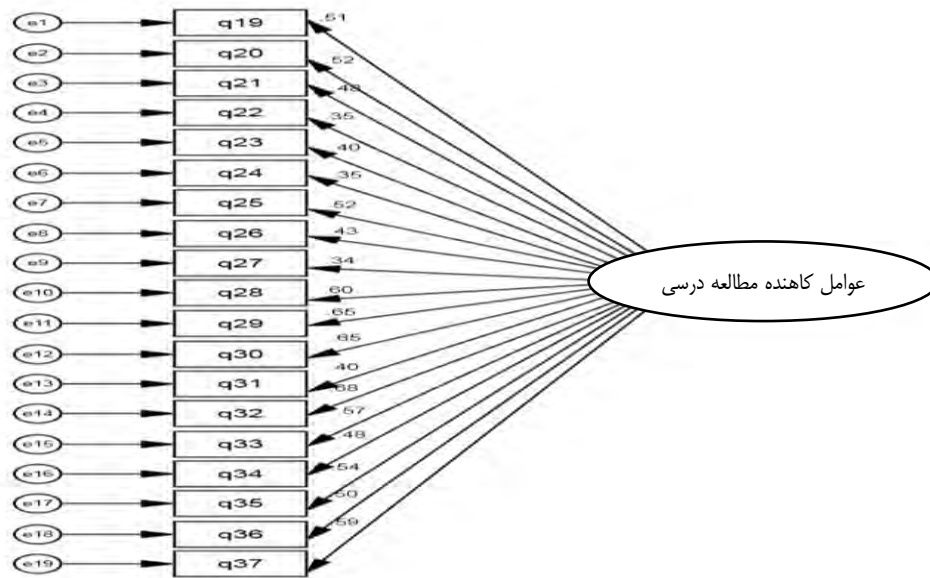 e1 q19 .51
e2 q20 .52
e3 q21 .48
e4 q22 .35
e5 q23 .40
e6 q24 .35
e7 q25 .52
e8 q26 .43
e9 q27 .34
e10 q28 .60
e11 q29 .65
e12 q30 .65
e13 q31 .40
e14 q32 .68
e15 q33 .57
e16 q34 .48
e17 q35 .54
e18 q36 .50
e19 q37 .59
عوامل کاهنده مطالعه درسی